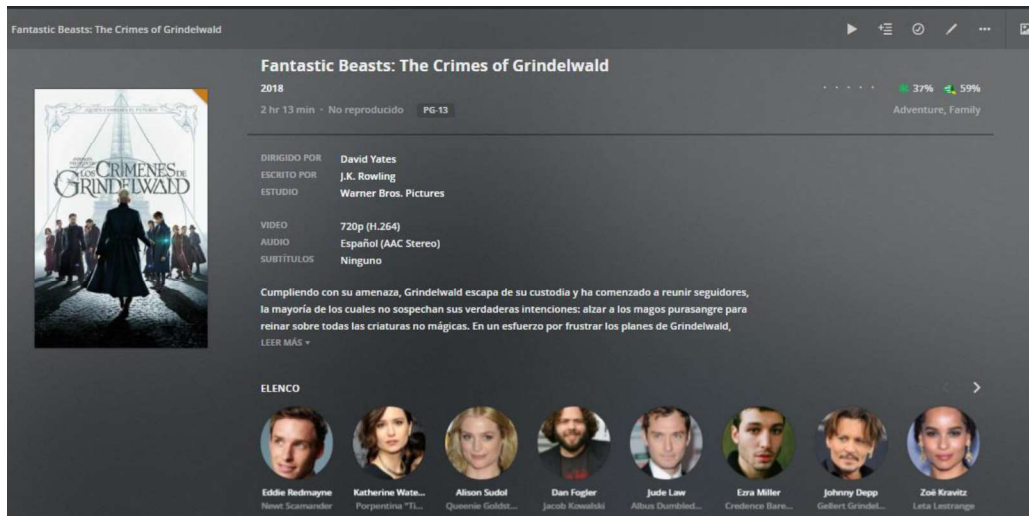 Fantastic Beasts: The Crimes of Grindelwald
Fantastic Beasts: The Crimes of Grindelwald
2018
37% 59%
2 hr 13 min · No reproducido PG-13
Adventure, Family
LOS CRÍMENES DE
GRINDELWALD
DIRIGIDO POR David Yates
ESCRITO POR J.K. Rowling
ESTUDIO Warner Bros. Pictures
VIDEO 720p (H.264)
AUDIO Español (AAC Stereo)
SUBTÍTULOS Ninguno
Cumpliendo con su amenaza, Grindelwald escapa de su custodia y ha comenzado a reunir seguidores,
la mayoría de los cuales no sospechan sus verdaderas intenciones: alzar a los magos purasangre para
reinar sobre todas las criaturas no mágicas. En un esfuerzo por frustrar los planes de Grindelwald,
LEER MÁS
ELENCO
Eddie Redmayne Katherine Wate... Alison Sudol Dan Fogler Jude Law Ezra Miller Johnny Depp Zoë Kravitz
Newt Scamander Porpentina "Ti... Queenie Goldst... Jacob Kowalski Albus Dumbled... Credence Bare... Gellert Grindel... Leta Lestrange